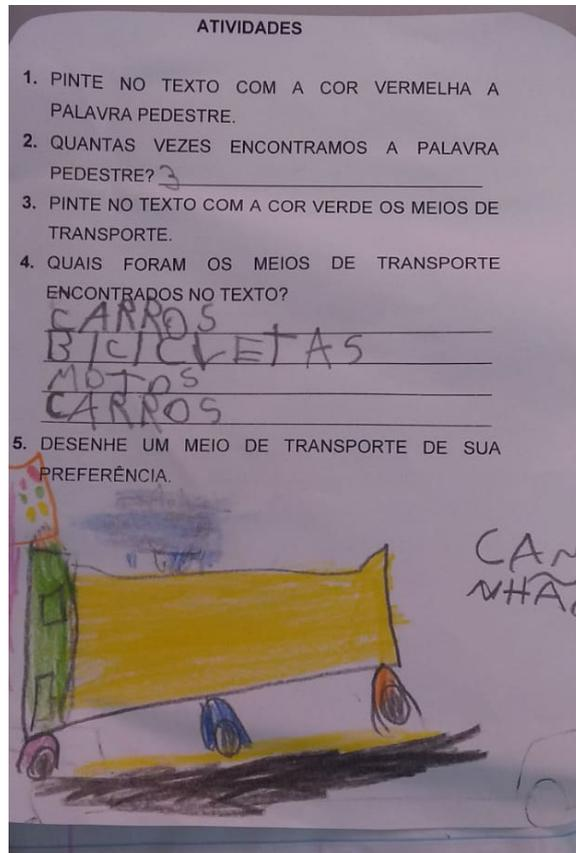 ATIVIDADES
1. PINTE NO TEXTO COM A COR VERMELHA A
PALAVRA PEDESTRE.
2. QUANTAS VEZES ENCONTRAMOS A PALAVRA
PEDESTRE? 3
3. PINTE NO TEXTO COM A COR VERDE OS MEIOS DE
TRANSPORTE.
4. QUAIS FORAM OS MEIOS DE TRANSPORTE
ENCONTRADOS NO TEXTO?
CARROS
BICICLETAS
MOTOS
CARROS
5. DESENHE UM MEIO DE TRANSPORTE DE SUA
PREFERÊNCIA.
CAM
NHÃO